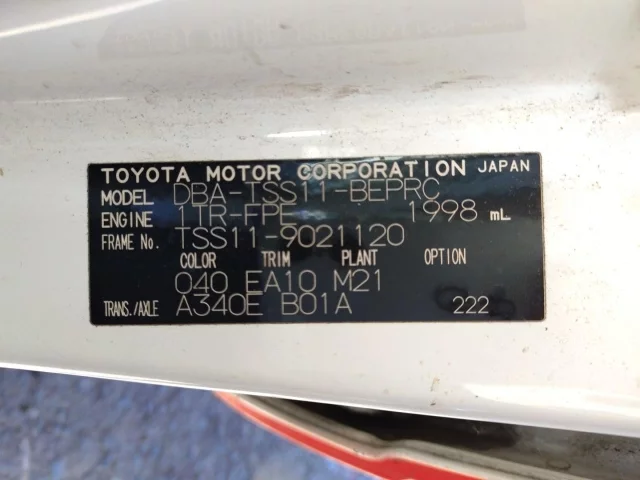 TOYOTA MOTOR CORPORATION JAPAN
MODEL DBA-TSS11-BEPRC
ENGINE 1TR-FPE 1998 mL
FRAME No. TSS11-9021120
COLOR TRIM PLANT OPTION
040 EA10 M21
TRANS./AXLE A340E B01A 222